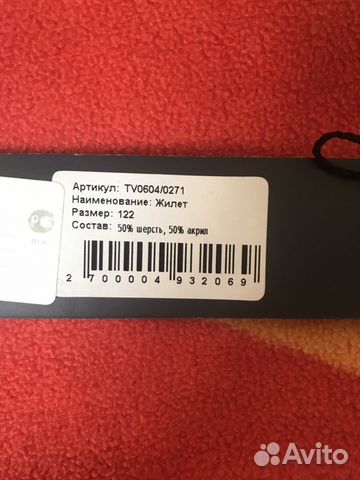 Артикул: TV0604/0271
Наименование: Жилет
Размер: 122
Состав: 50% шерсть, 50% акрил
2 700004 932069
Avito